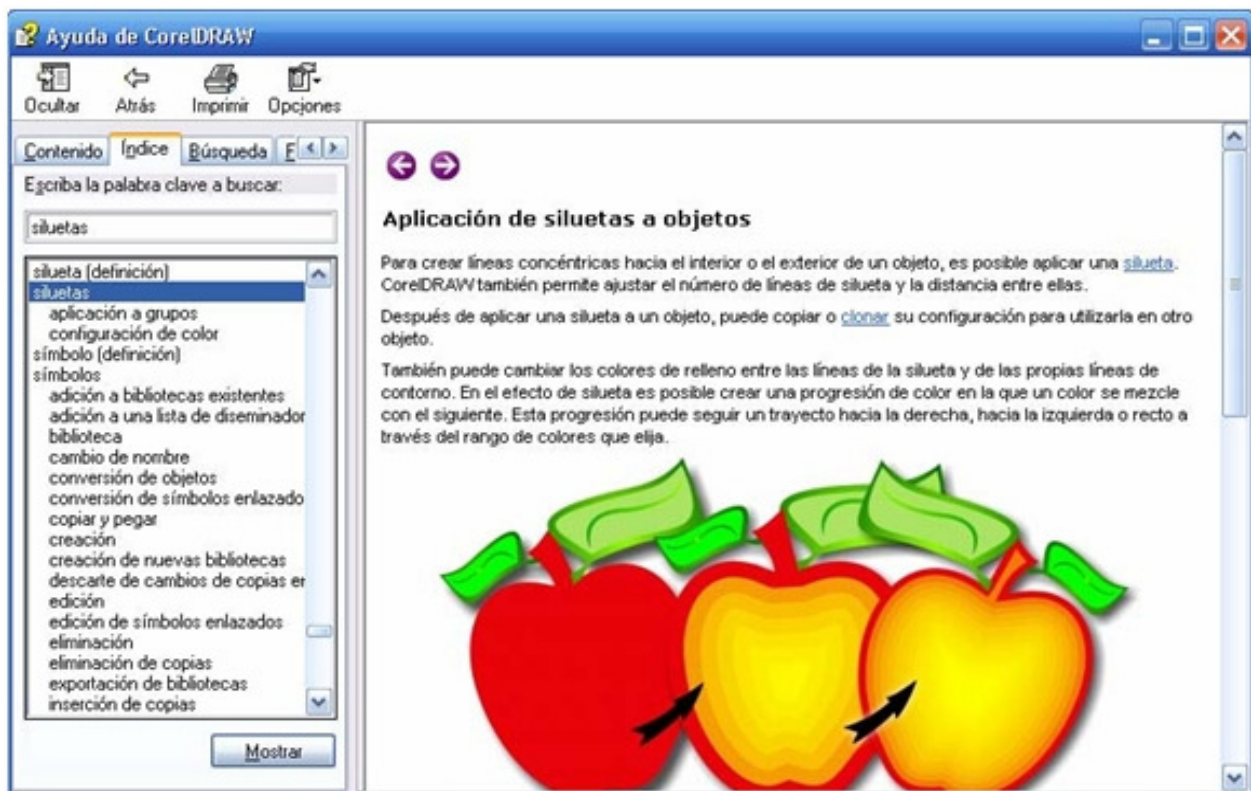 Ayuda de CorelDRAW
Ocultar Atrás Imprimir Opciones
Contenido Índice Búsqueda F
Escriba la palabra clave a buscar:
siluetas
silueta (definición)
siluetas
aplicación a grupos
configuración de color
símbolo (definición)
símbolos
adición a bibliotecas existentes
adición a una lista de diseminador
biblioteca
cambio de nombre
conversión de objetos
conversión de símbolos enlazado
copiar y pegar
creación
creación de nuevas bibliotecas
descarte de cambios de copias en
edición
edición de símbolos enlazados
eliminación
eliminación de copias
exportación de bibliotecas
inserción de copias
Mostrar
Aplicación de siluetas a objetos
Para crear líneas concéntricas hacia el interior o el exterior de un objeto, es posible aplicar una silueta.
CorelDRAW también permite ajustar el número de líneas de silueta y la distancia entre ellas.
Después de aplicar una silueta a un objeto, puede copiar o clonar su configuración para utilizarla en otro
objeto.
También puede cambiar los colores de relleno entre las líneas de la silueta y de las propias líneas de
contorno. En el efecto de silueta es posible crear una progresión de color en la que un color se mezcle
con el siguiente. Esta progresión puede seguir un trayecto hacia la derecha, hacia la izquierda o recto a
través del rango de colores que elija.